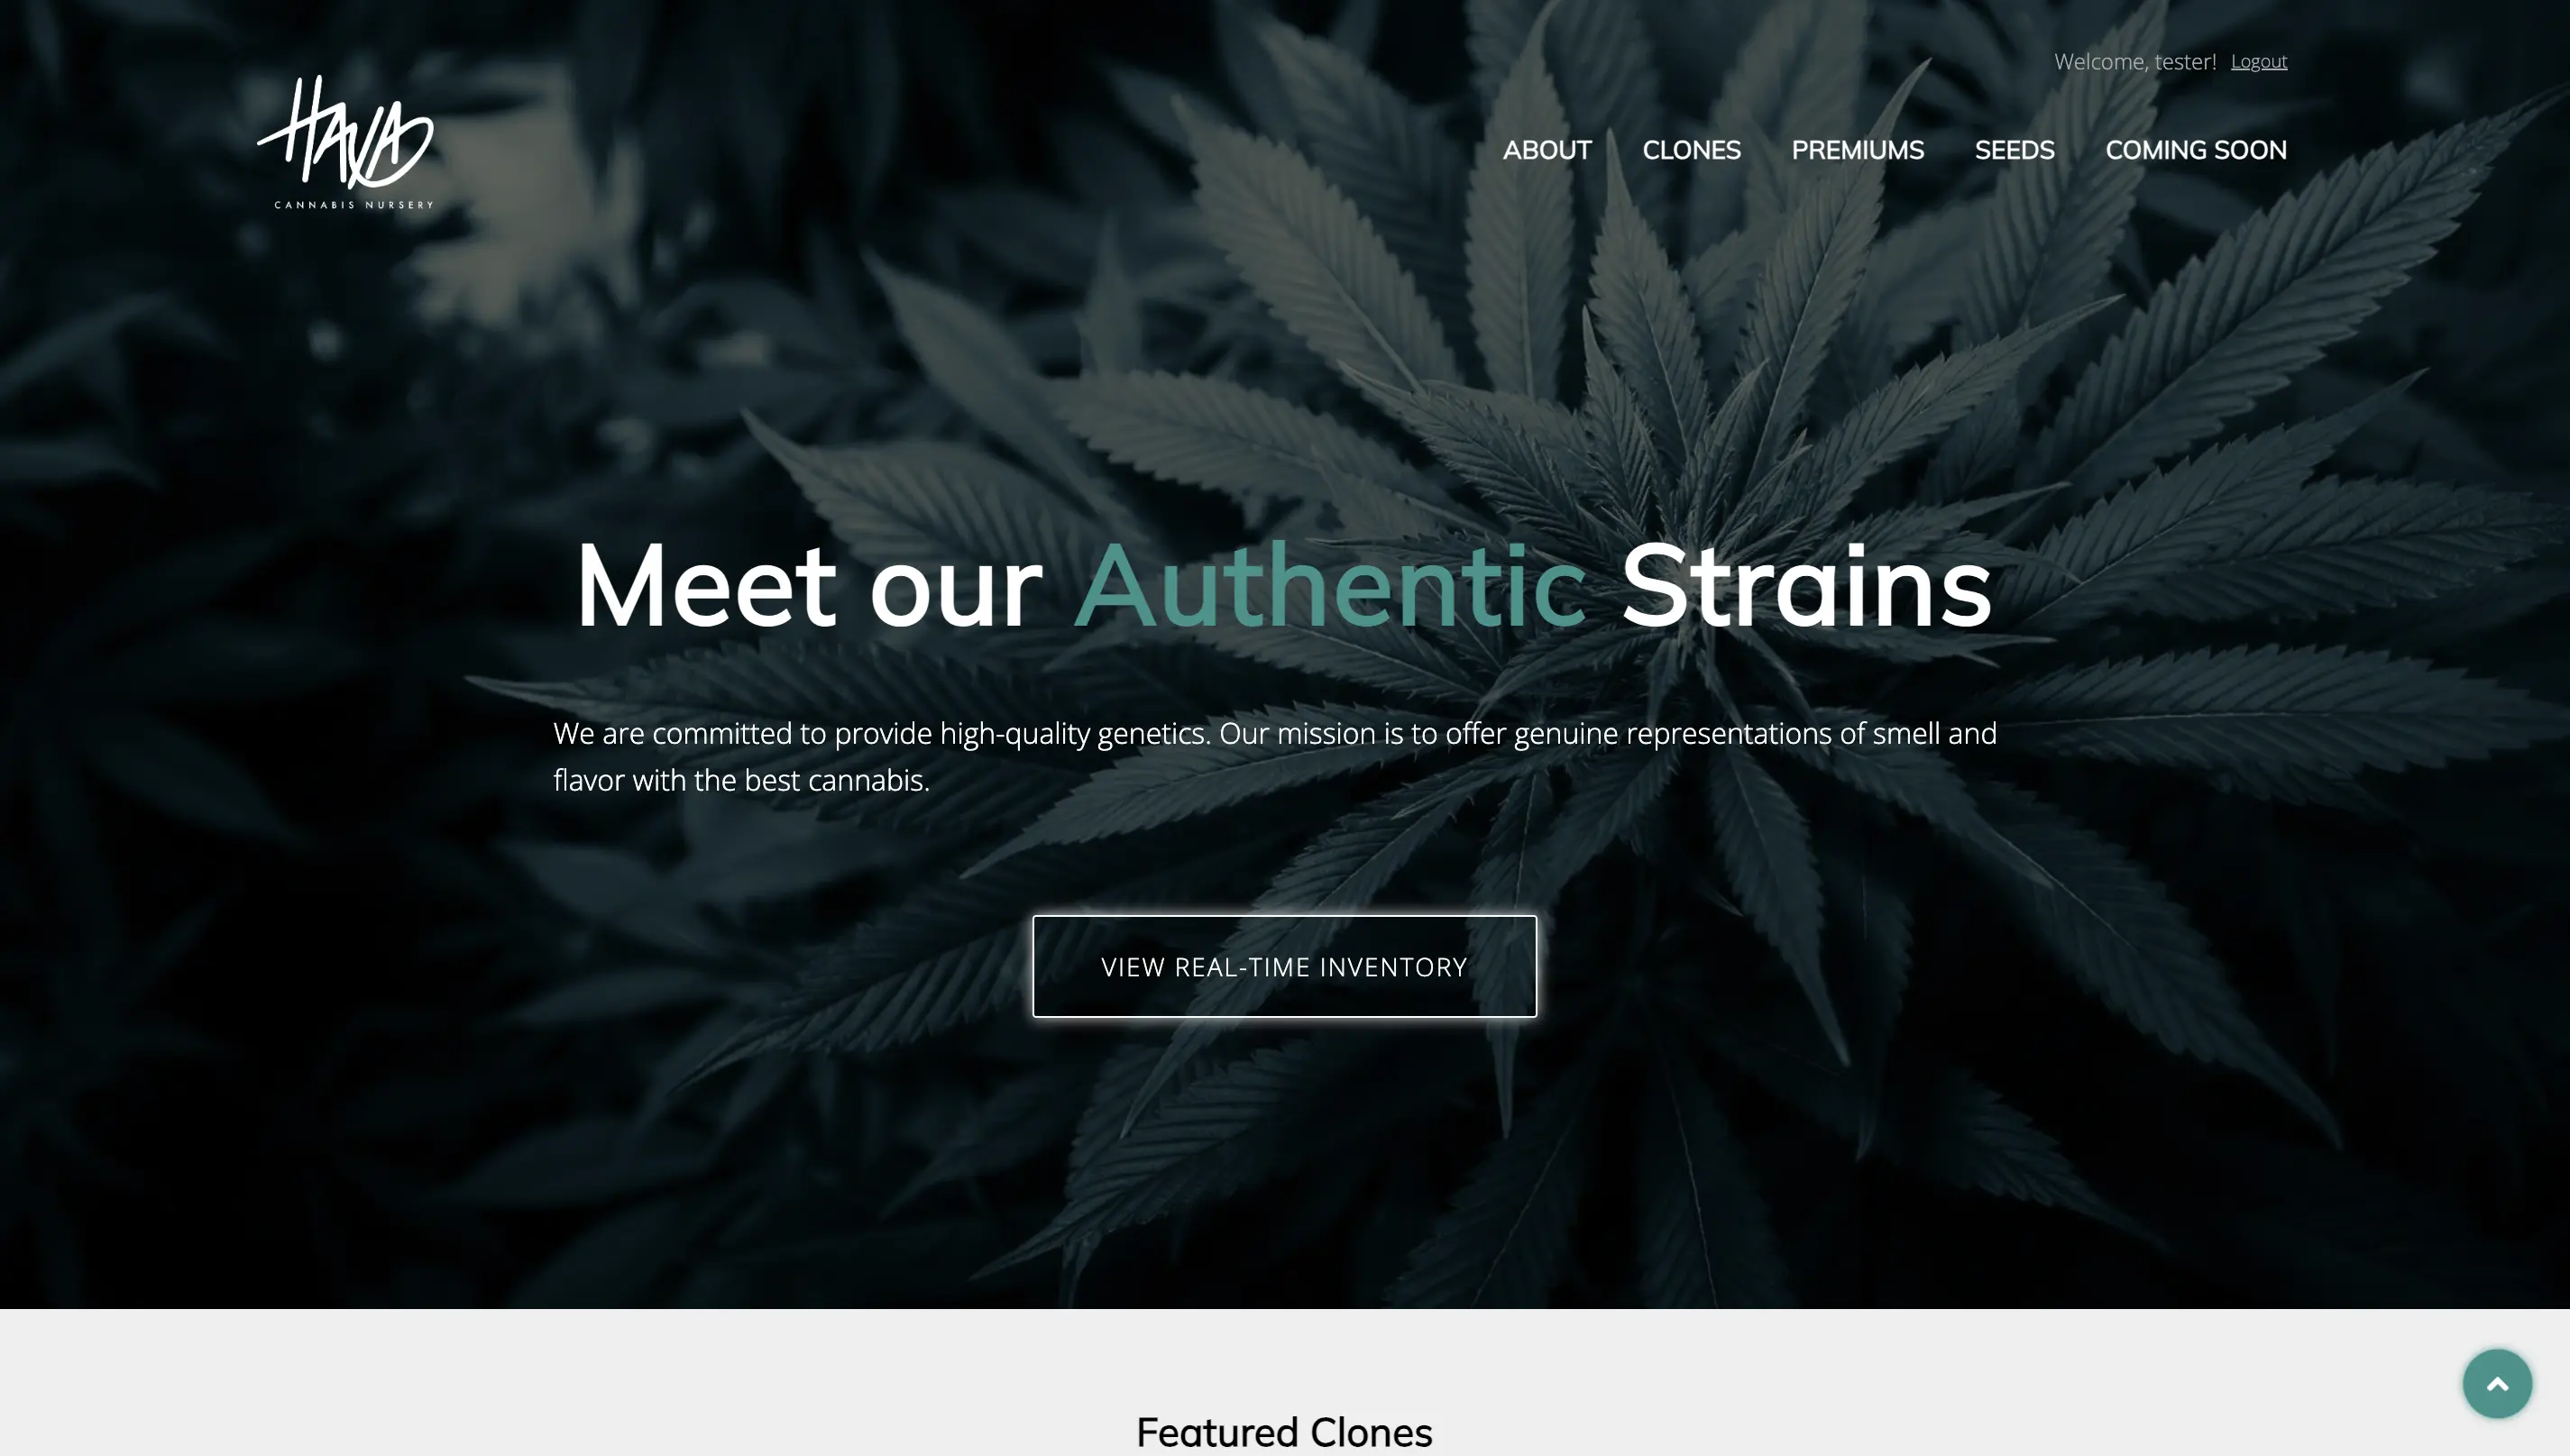 Welcome, tester! Logout
HAVA
CANNABIS NURSERY
ABOUT CLONES PREMIUMS SEEDS COMING SOON
Meet our Authentic Strains
We are committed to provide high-quality genetics. Our mission is to offer genuine representations of smell and
flavor with the best cannabis.
VIEW REAL-TIME INVENTORY
Featured Clones